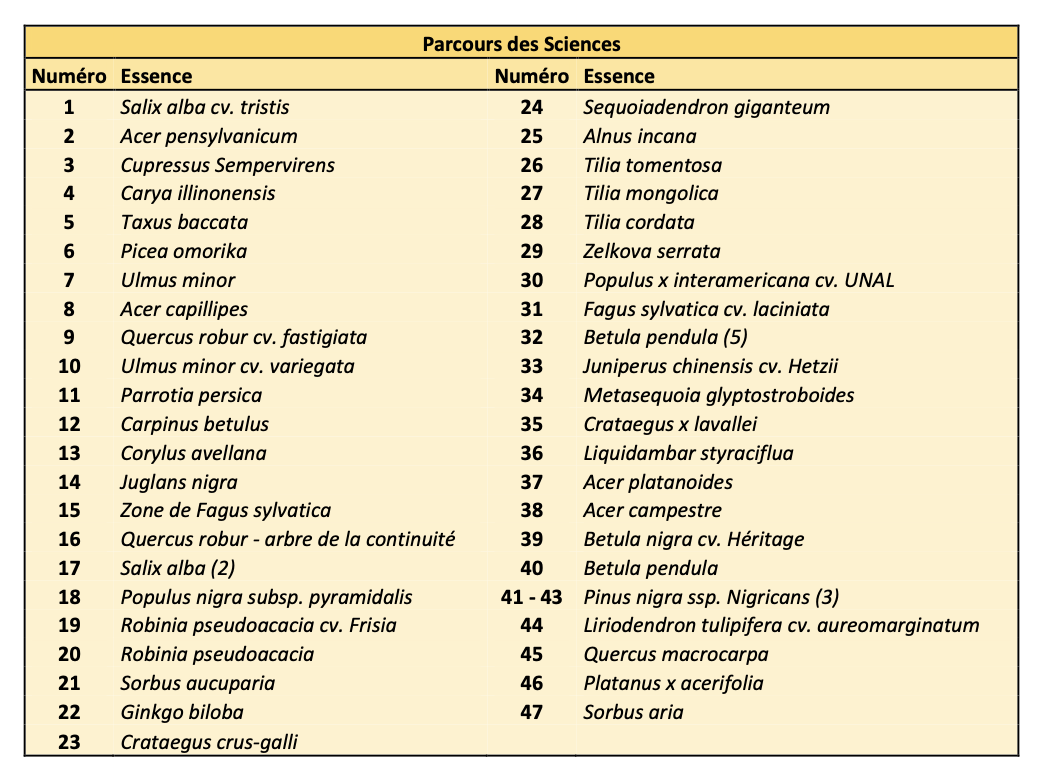 Parcours des Sciences
Numéro Essence Numéro Essence
1 Salix alba cv. tristis 24 Sequoiadendron giganteum
2 Acer pensylvanicum 25 Alnus incana
3 Cupressus Sempervirens 26 Tilia tomentosa
4 Carya illinonensis 27 Tilia mongolica
5 Taxus baccata 28 Tilia cordata
6 Picea omorika 29 Zelkova serrata
7 Ulmus minor 30 Populus x interamericana cv. UNAL
8 Acer capillipes 31 Fagus sylvatica cv. laciniata
9 Quercus robur cv. fastigiata 32 Betula pendula (5)
10 Ulmus minor cv. variegata 33 Juniperus chinensis cv. Hetzii
11 Parrotia persica 34 Metasequoia glyptostroboides
12 Carpinus betulus 35 Crataegus x lavallei
13 Corylus avellana 36 Liquidambar styraciflua
14 Juglans nigra 37 Acer platanoides
15 Zone de Fagus sylvatica 38 Acer campestre
16 Quercus robur - arbre de la continuité 39 Betula nigra cv. Héritage
17 Salix alba (2) 40 Betula pendula
18 Populus nigra subsp. pyramidalis 41 - 43 Pinus nigra ssp. Nigricans (3)
19 Robinia pseudoacacia cv. Frisia 44 Liriodendron tulipifera cv. aureomarginatum
20 Robinia pseudoacacia 45 Quercus macrocarpa
21 Sorbus aucuparia 46 Platanus x acerifolia
22 Ginkgo biloba 47 Sorbus aria
23 Crataegus crus-galli